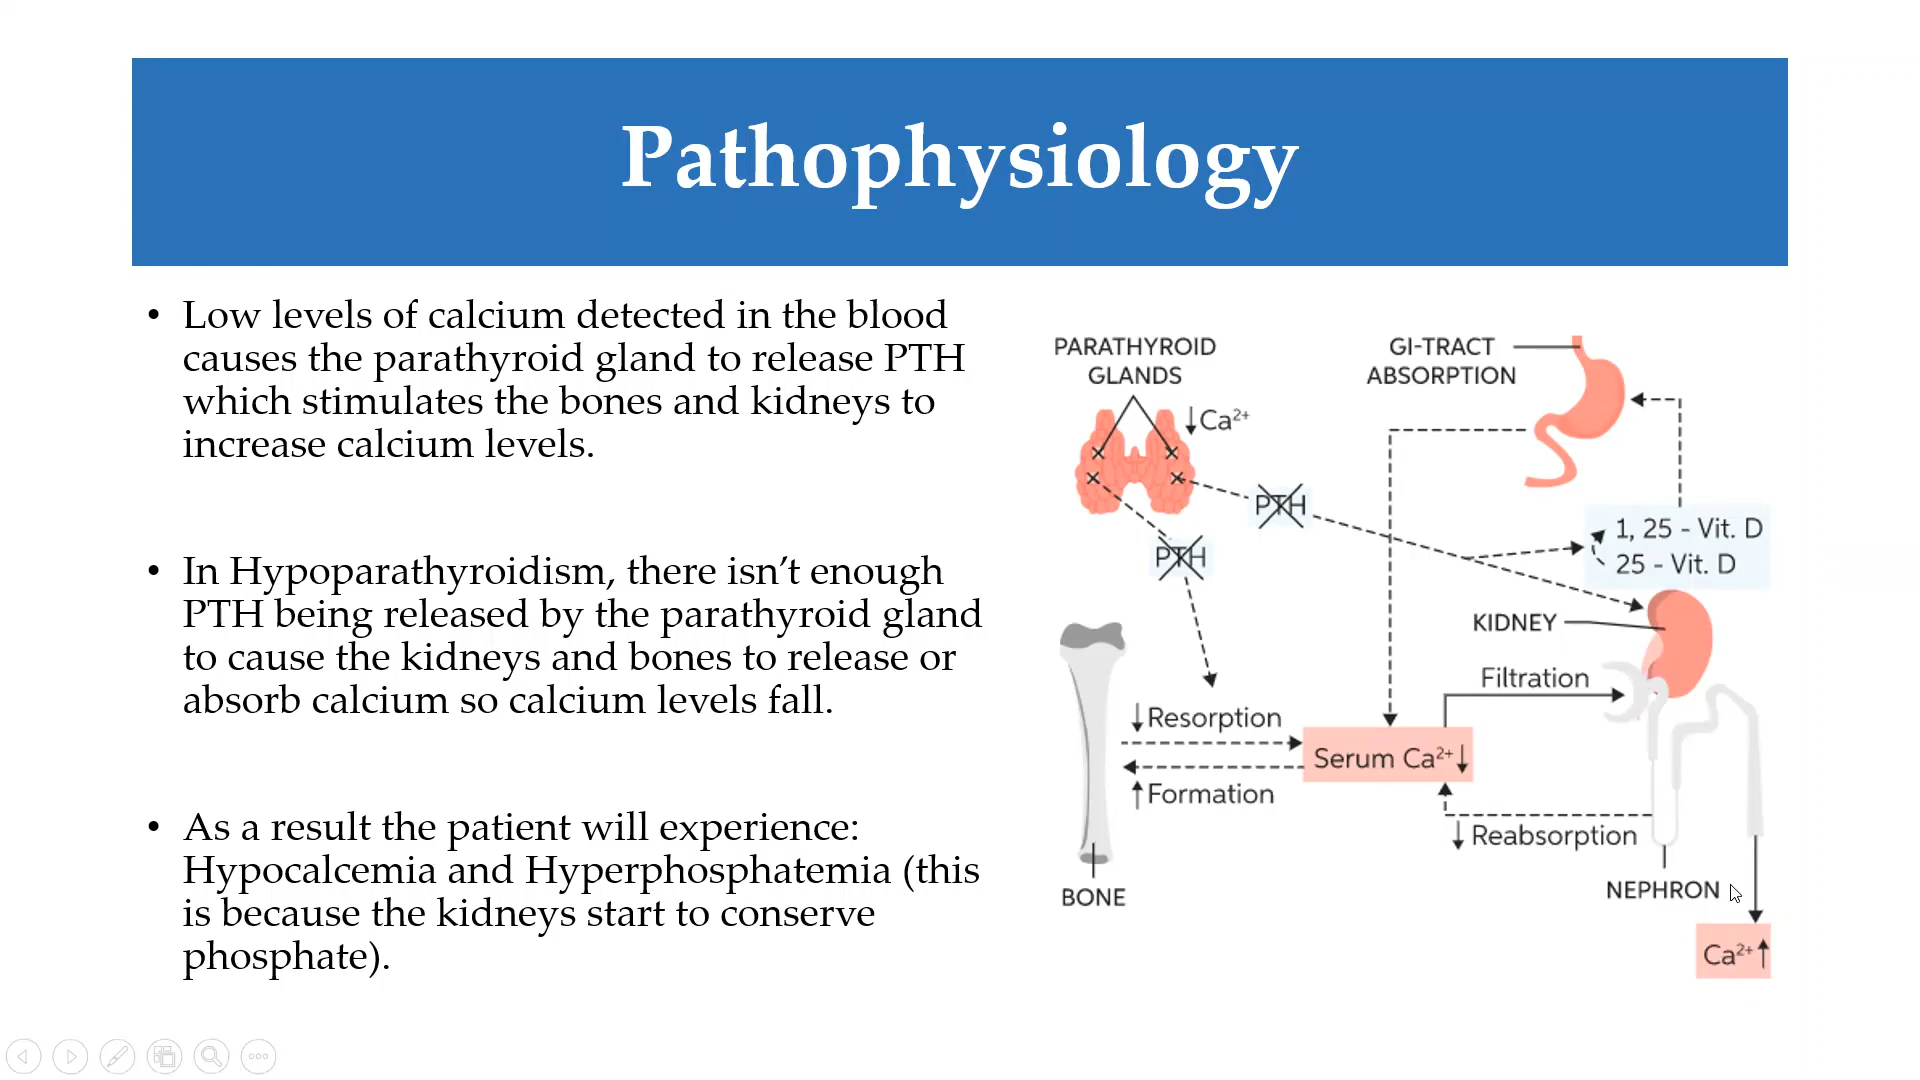 Pathophysiology
• Low levels of calcium detected in the blood
causes the parathyroid gland to release PTH
which stimulates the bones and kidneys to
increase calcium levels.
• In Hypoparathyroidism, there isn’t enough
PTH being released by the parathyroid gland
to cause the kidneys and bones to release or
absorb calcium so calcium levels fall.
• As a result the patient will experience:
Hypocalcemia and Hyperphosphatemia (this
is because the kidneys start to conserve
phosphate).
PARATHYROID
GLANDS
↓Ca²⁺
GI-TRACT
ABSORPTION
PTH
PTH
1, 25 - Vit. D
25 - Vit. D
KIDNEY
Filtration
↓Resorption
Serum Ca²⁺↓
↑Formation
↓Reabsorption
NEPHRON
BONE
Ca²⁺↑